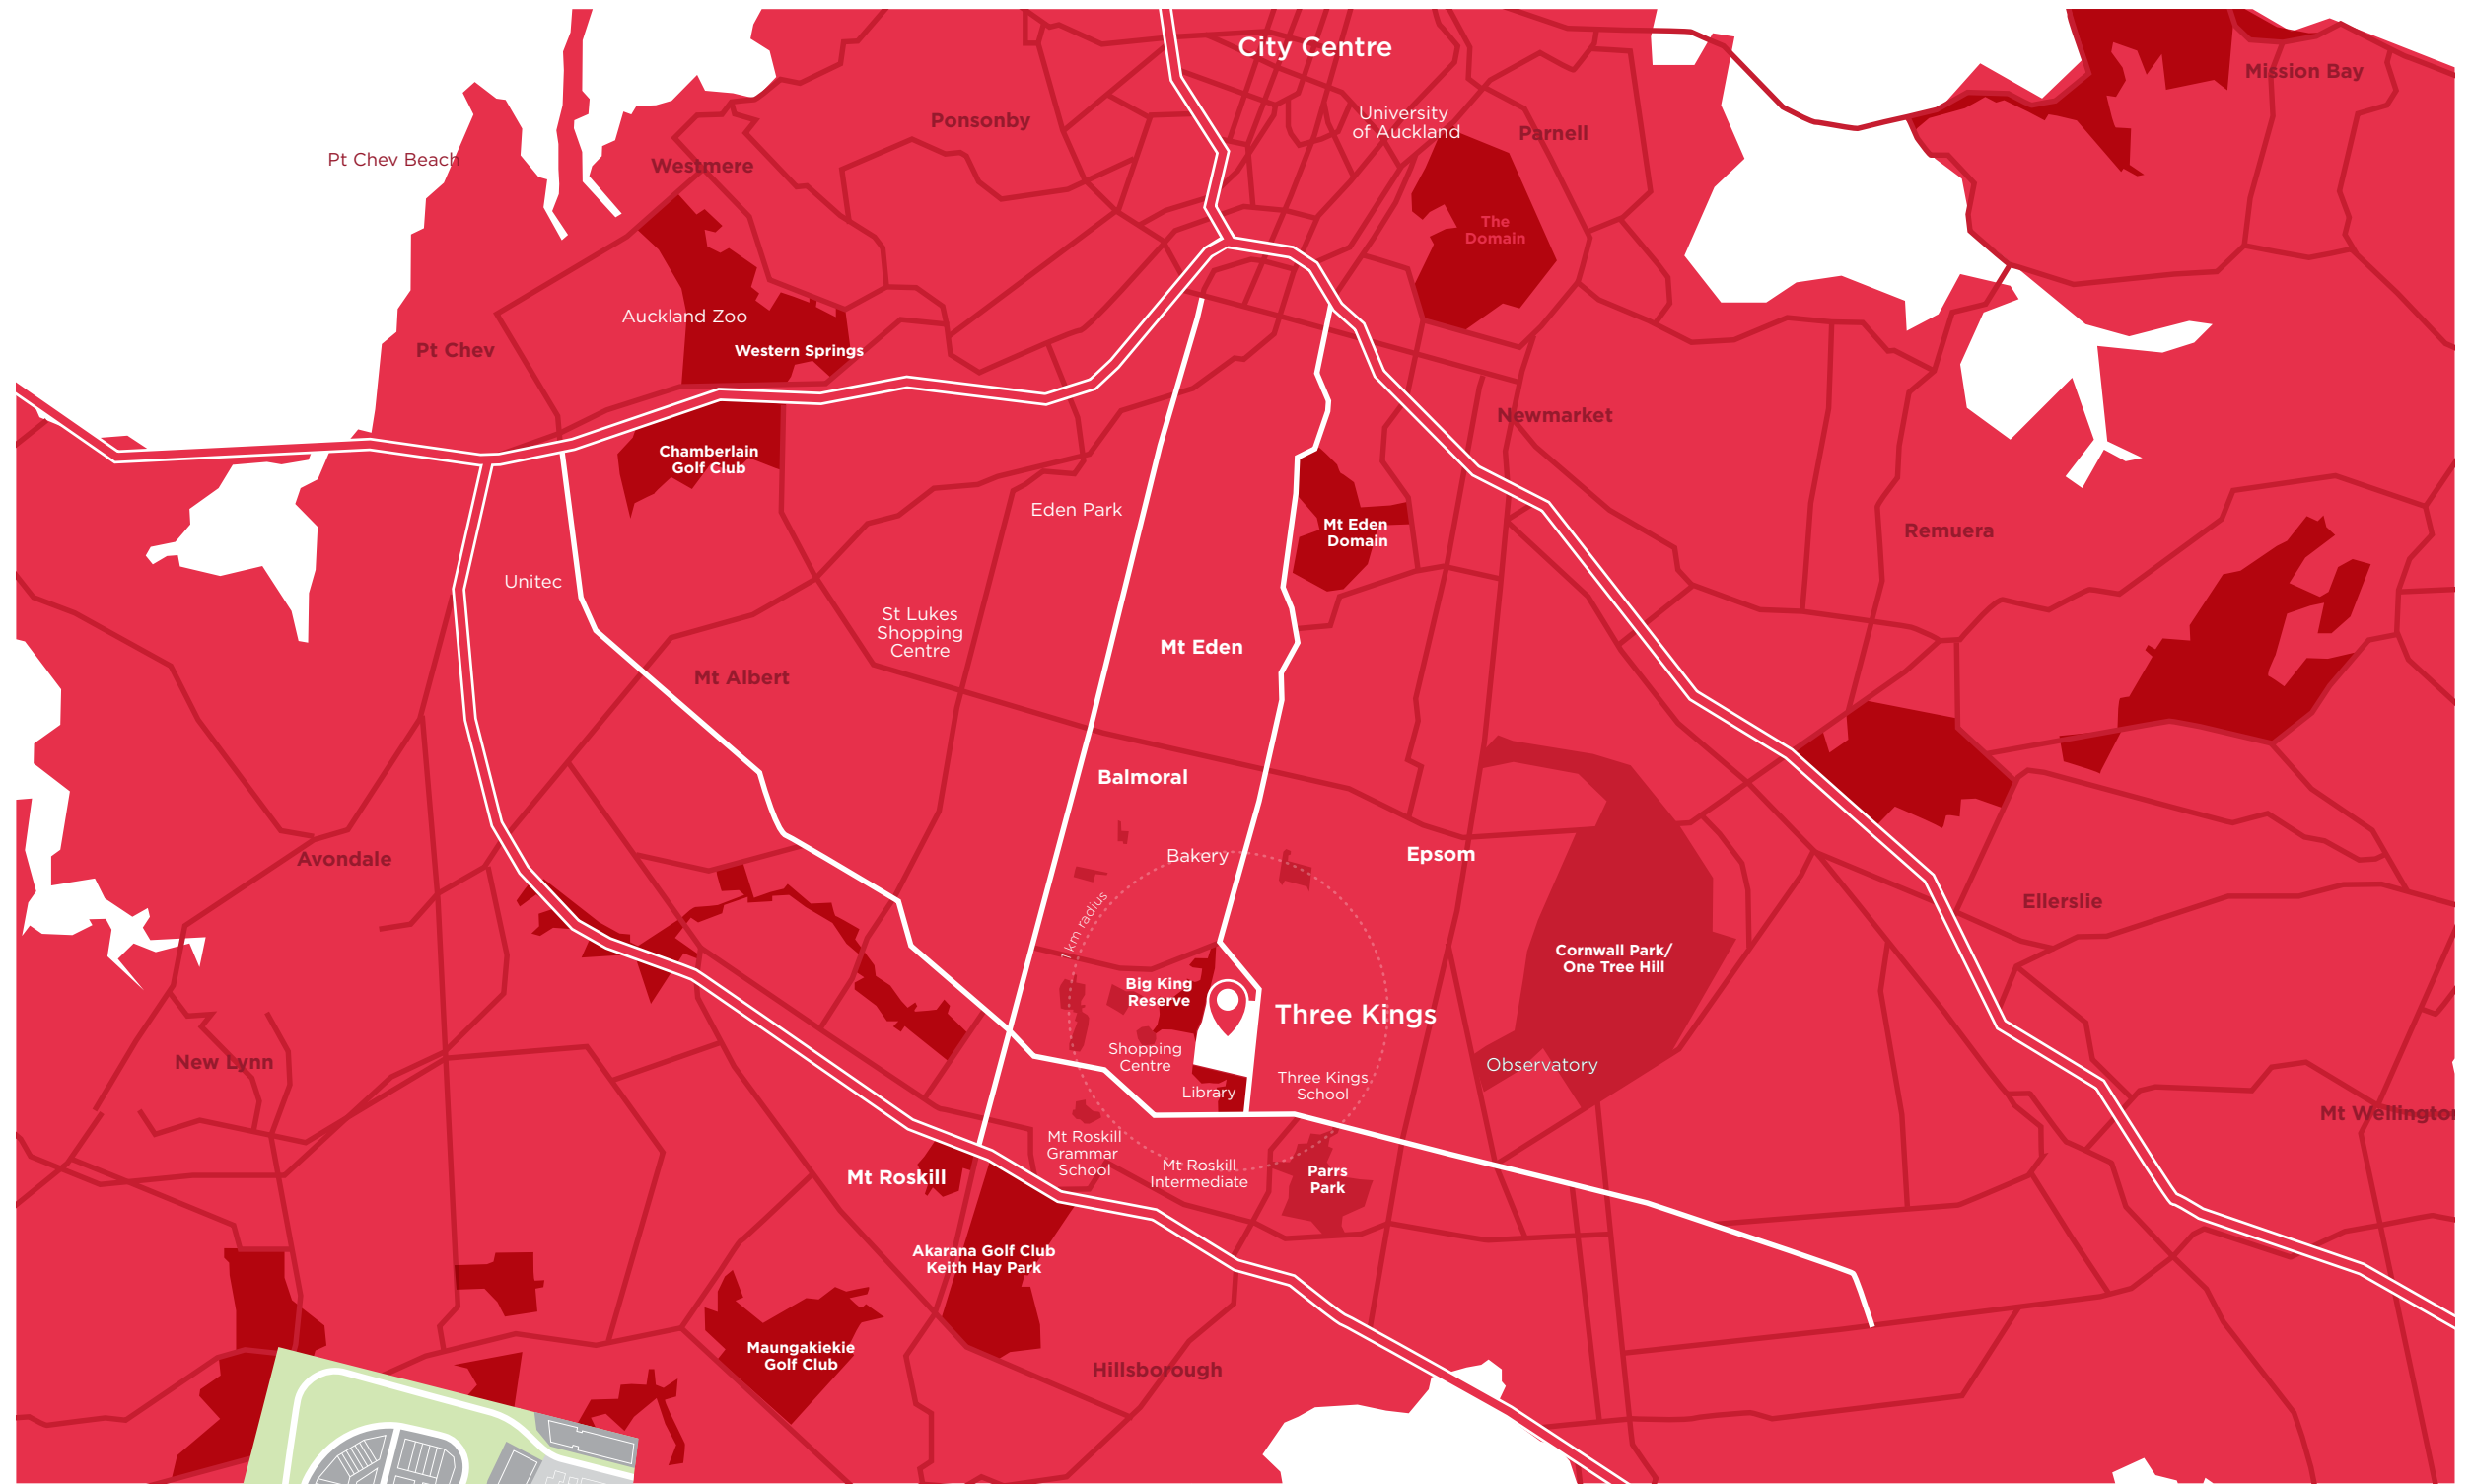 City Centre
Mission Bay
University
of Auckland
Ponsonby
Parnell
Pt Chev Beach
Westmere
The
Domain
Auckland Zoo
Western Springs
Pt Chev
Newmarket
Chamberlain
Golf Club
Eden Park
Mt Eden
Domain
Remuera
Unitec
St Lukes
Shopping
Centre
Mt Eden
Mt Albert
Balmoral
Bakery
Epsom
Avondale
Ellerslie
1 km radius
Cornwall Park/
One Tree Hill
Big King
Reserve
Three Kings
Shopping
Centre
New Lynn
Observatory
Three Kings
School
Library
Mt Wellington
Mt Roskill
Grammar
School
Mt Roskill
Intermediate
Parrs
Park
Mt Roskill
Akarana Golf Club
Keith Hay Park
Maungakiekie
Golf Club
Hillsborough